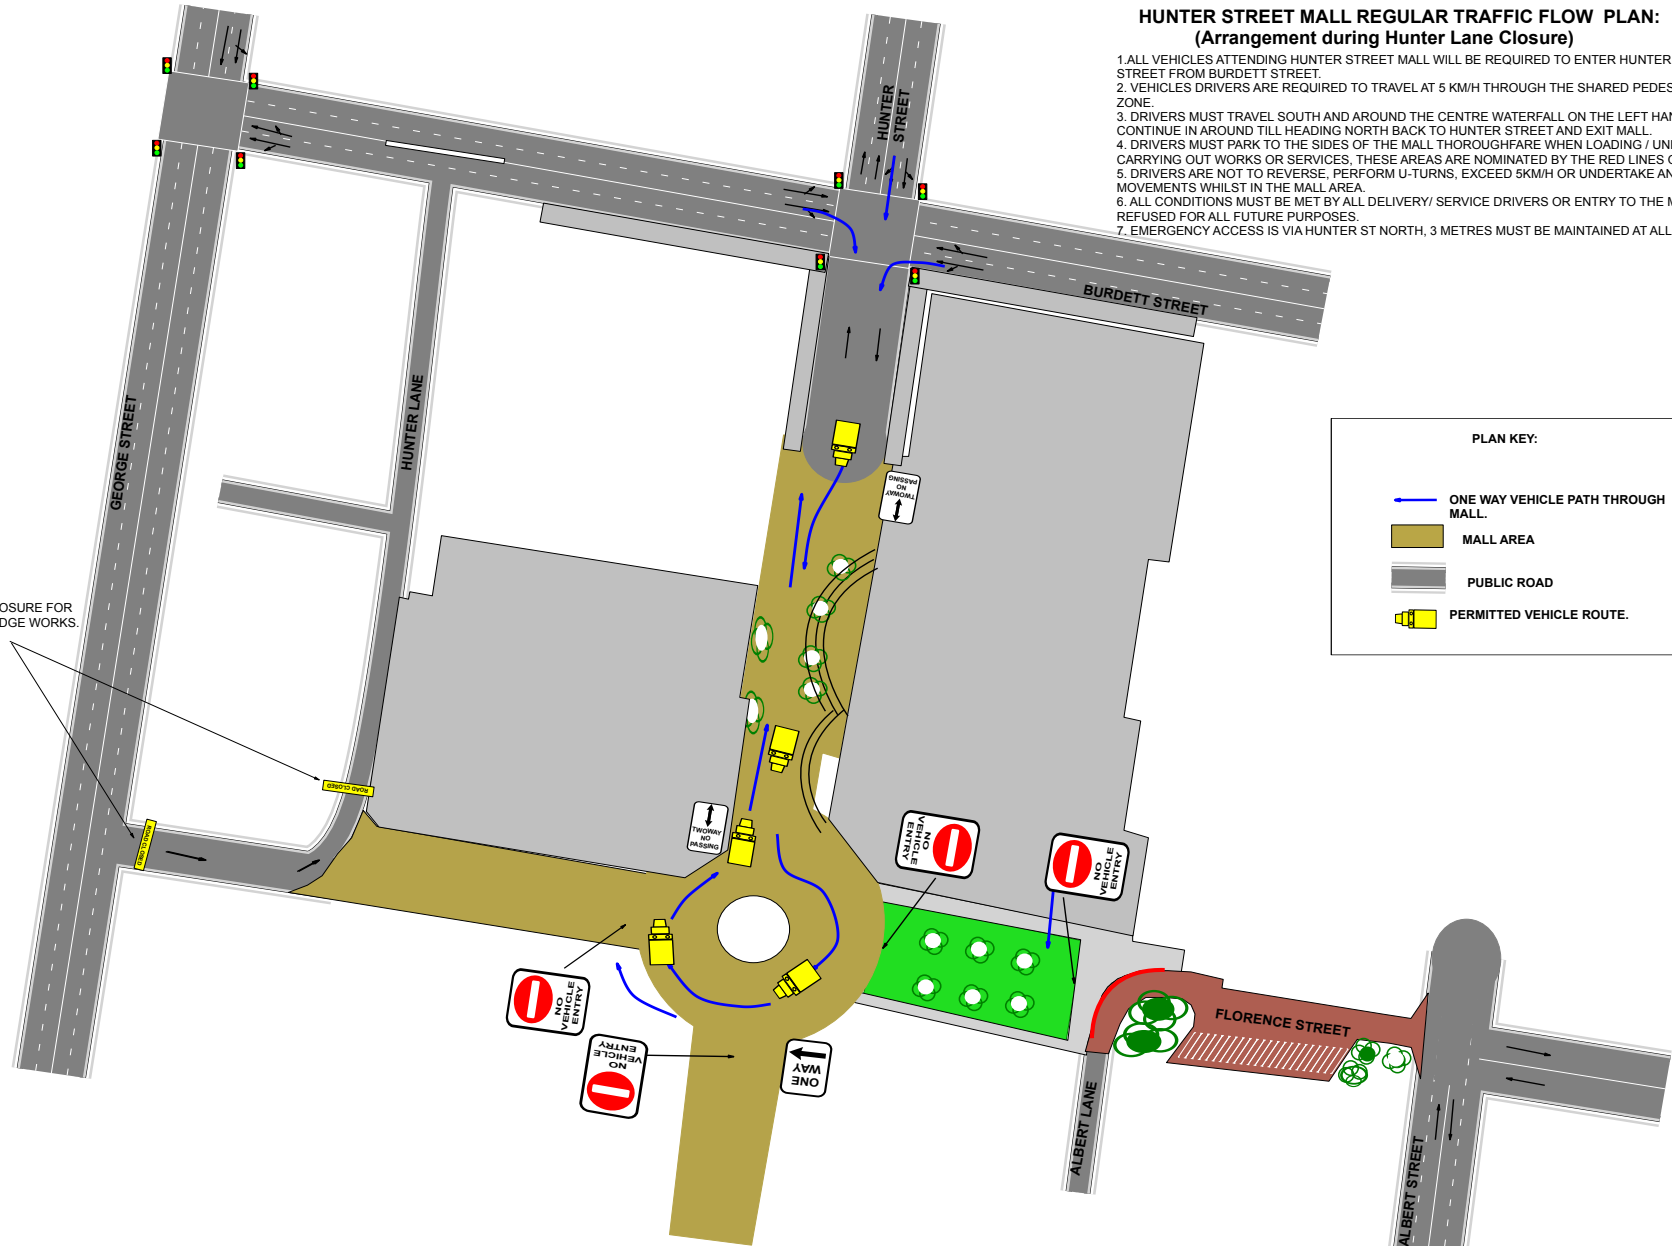 HUNTER STREET MALL REGULAR TRAFFIC FLOW PLAN:
(Arrangement during Hunter Lane Closure)
1.ALL VEHICLES ATTENDING HUNTER STREET MALL WILL BE REQUIRED TO ENTER HUNTER
STREET FROM BURDETT STREET.
2. VEHICLES DRIVERS ARE REQUIRED TO TRAVEL AT 5 KM/H THROUGH THE SHARED PEDES
ZONE.
3. DRIVERS MUST TRAVEL SOUTH AND AROUND THE CENTRE WATERFALL ON THE LEFT HAN
CONTINUE IN AROUND TILL HEADING NORTH BACK TO HUNTER STREET AND EXIT MALL.
4. DRIVERS MUST PARK TO THE SIDES OF THE MALL THOROUGHFARE WHEN LOADING / UN
CARRYING OUT WORKS OR SERVICES, THESE AREAS ARE NOMINATED BY THE RED LINES O
5. DRIVERS ARE NOT TO REVERSE, PERFORM U-TURNS, EXCEED 5KM/H OR UNDERTAKE AN
MOVEMENTS WHILST IN THE MALL AREA.
6. ALL CONDITIONS MUST BE MET BY ALL DELIVERY/ SERVICE DRIVERS OR ENTRY TO THE M
REFUSED FOR ALL FUTURE PURPOSES.
7. EMERGENCY ACCESS IS VIA HUNTER ST NORTH, 3 METRES MUST BE MAINTAINED AT ALL
HUNTER
STREET
BURDETT STREET
GEORGE STREET
HUNTER LANE
PLAN KEY:
ONE WAY VEHICLE PATH THROUGH
MALL.
MALL AREA
PUBLIC ROAD
PERMITTED VEHICLE ROUTE.
TWOWAY
NO
PASSING
OSURE FOR
DGE WORKS.
ROAD CLOSED
ROAD CLOSED
TWOWAY
NO
PASSING
NO
VEHICLE
ENTRY
NO
VEHICLE
ENTRY
NO
VEHICLE
ENTRY
NO
VEHICLE
ENTRY
ONE
WAY
FLORENCE STREET
ALBERT LANE
ALBERT STREET